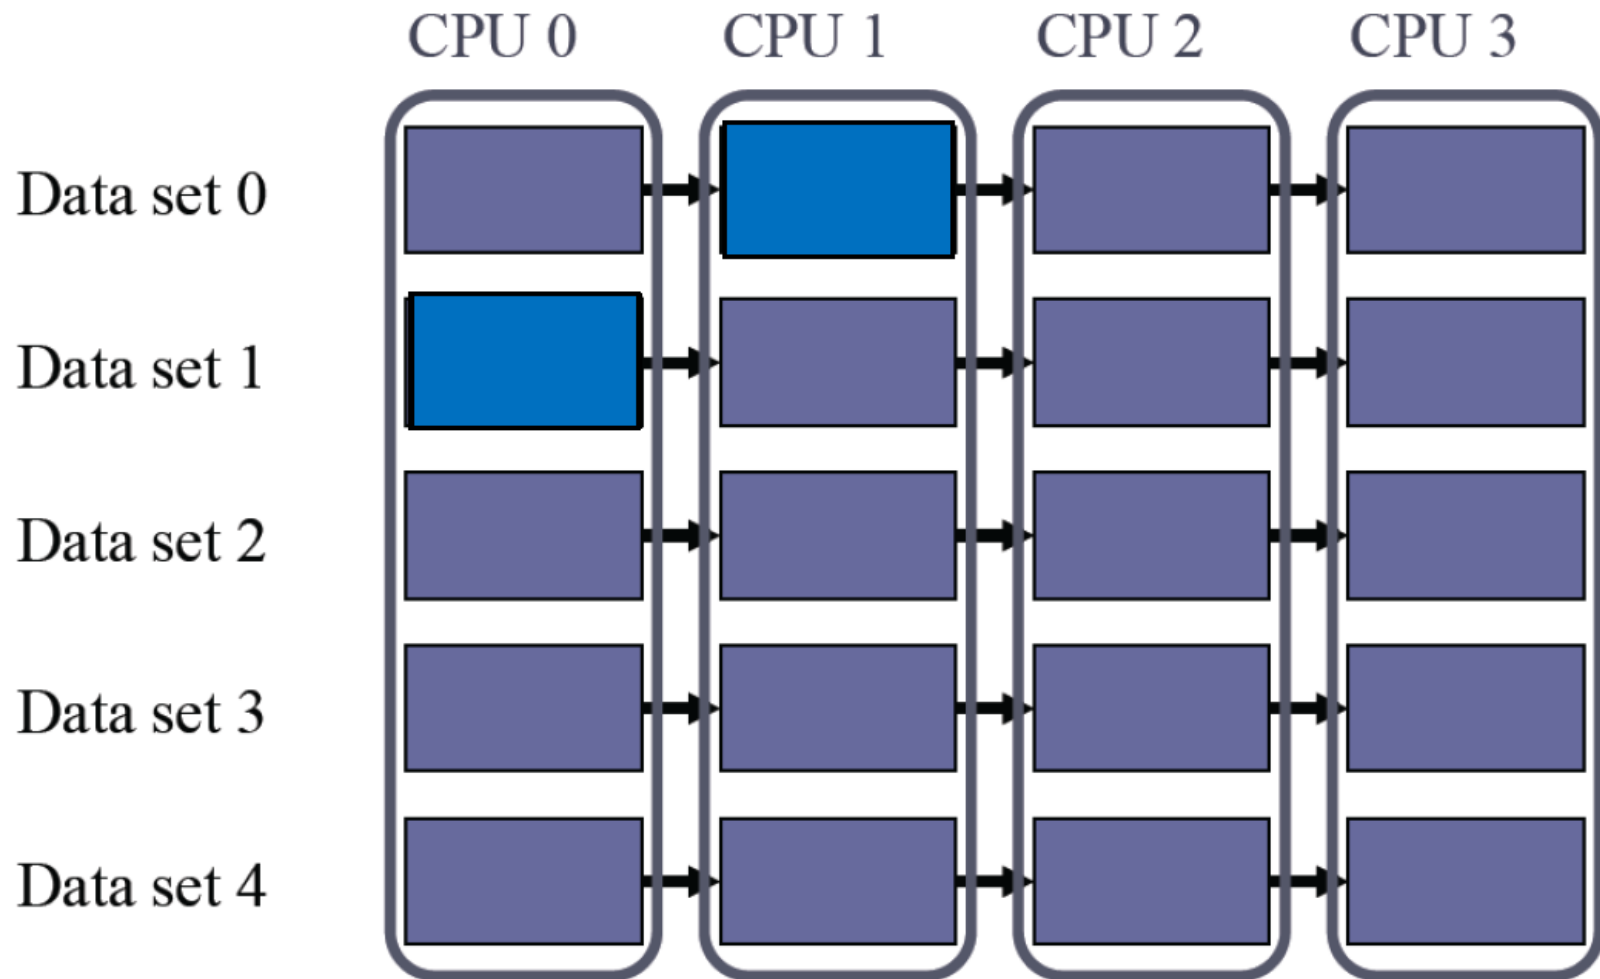 CPU 0 CPU 1 CPU 2 CPU 3
Data set 0
Data set 1
Data set 2
Data set 3
Data set 4